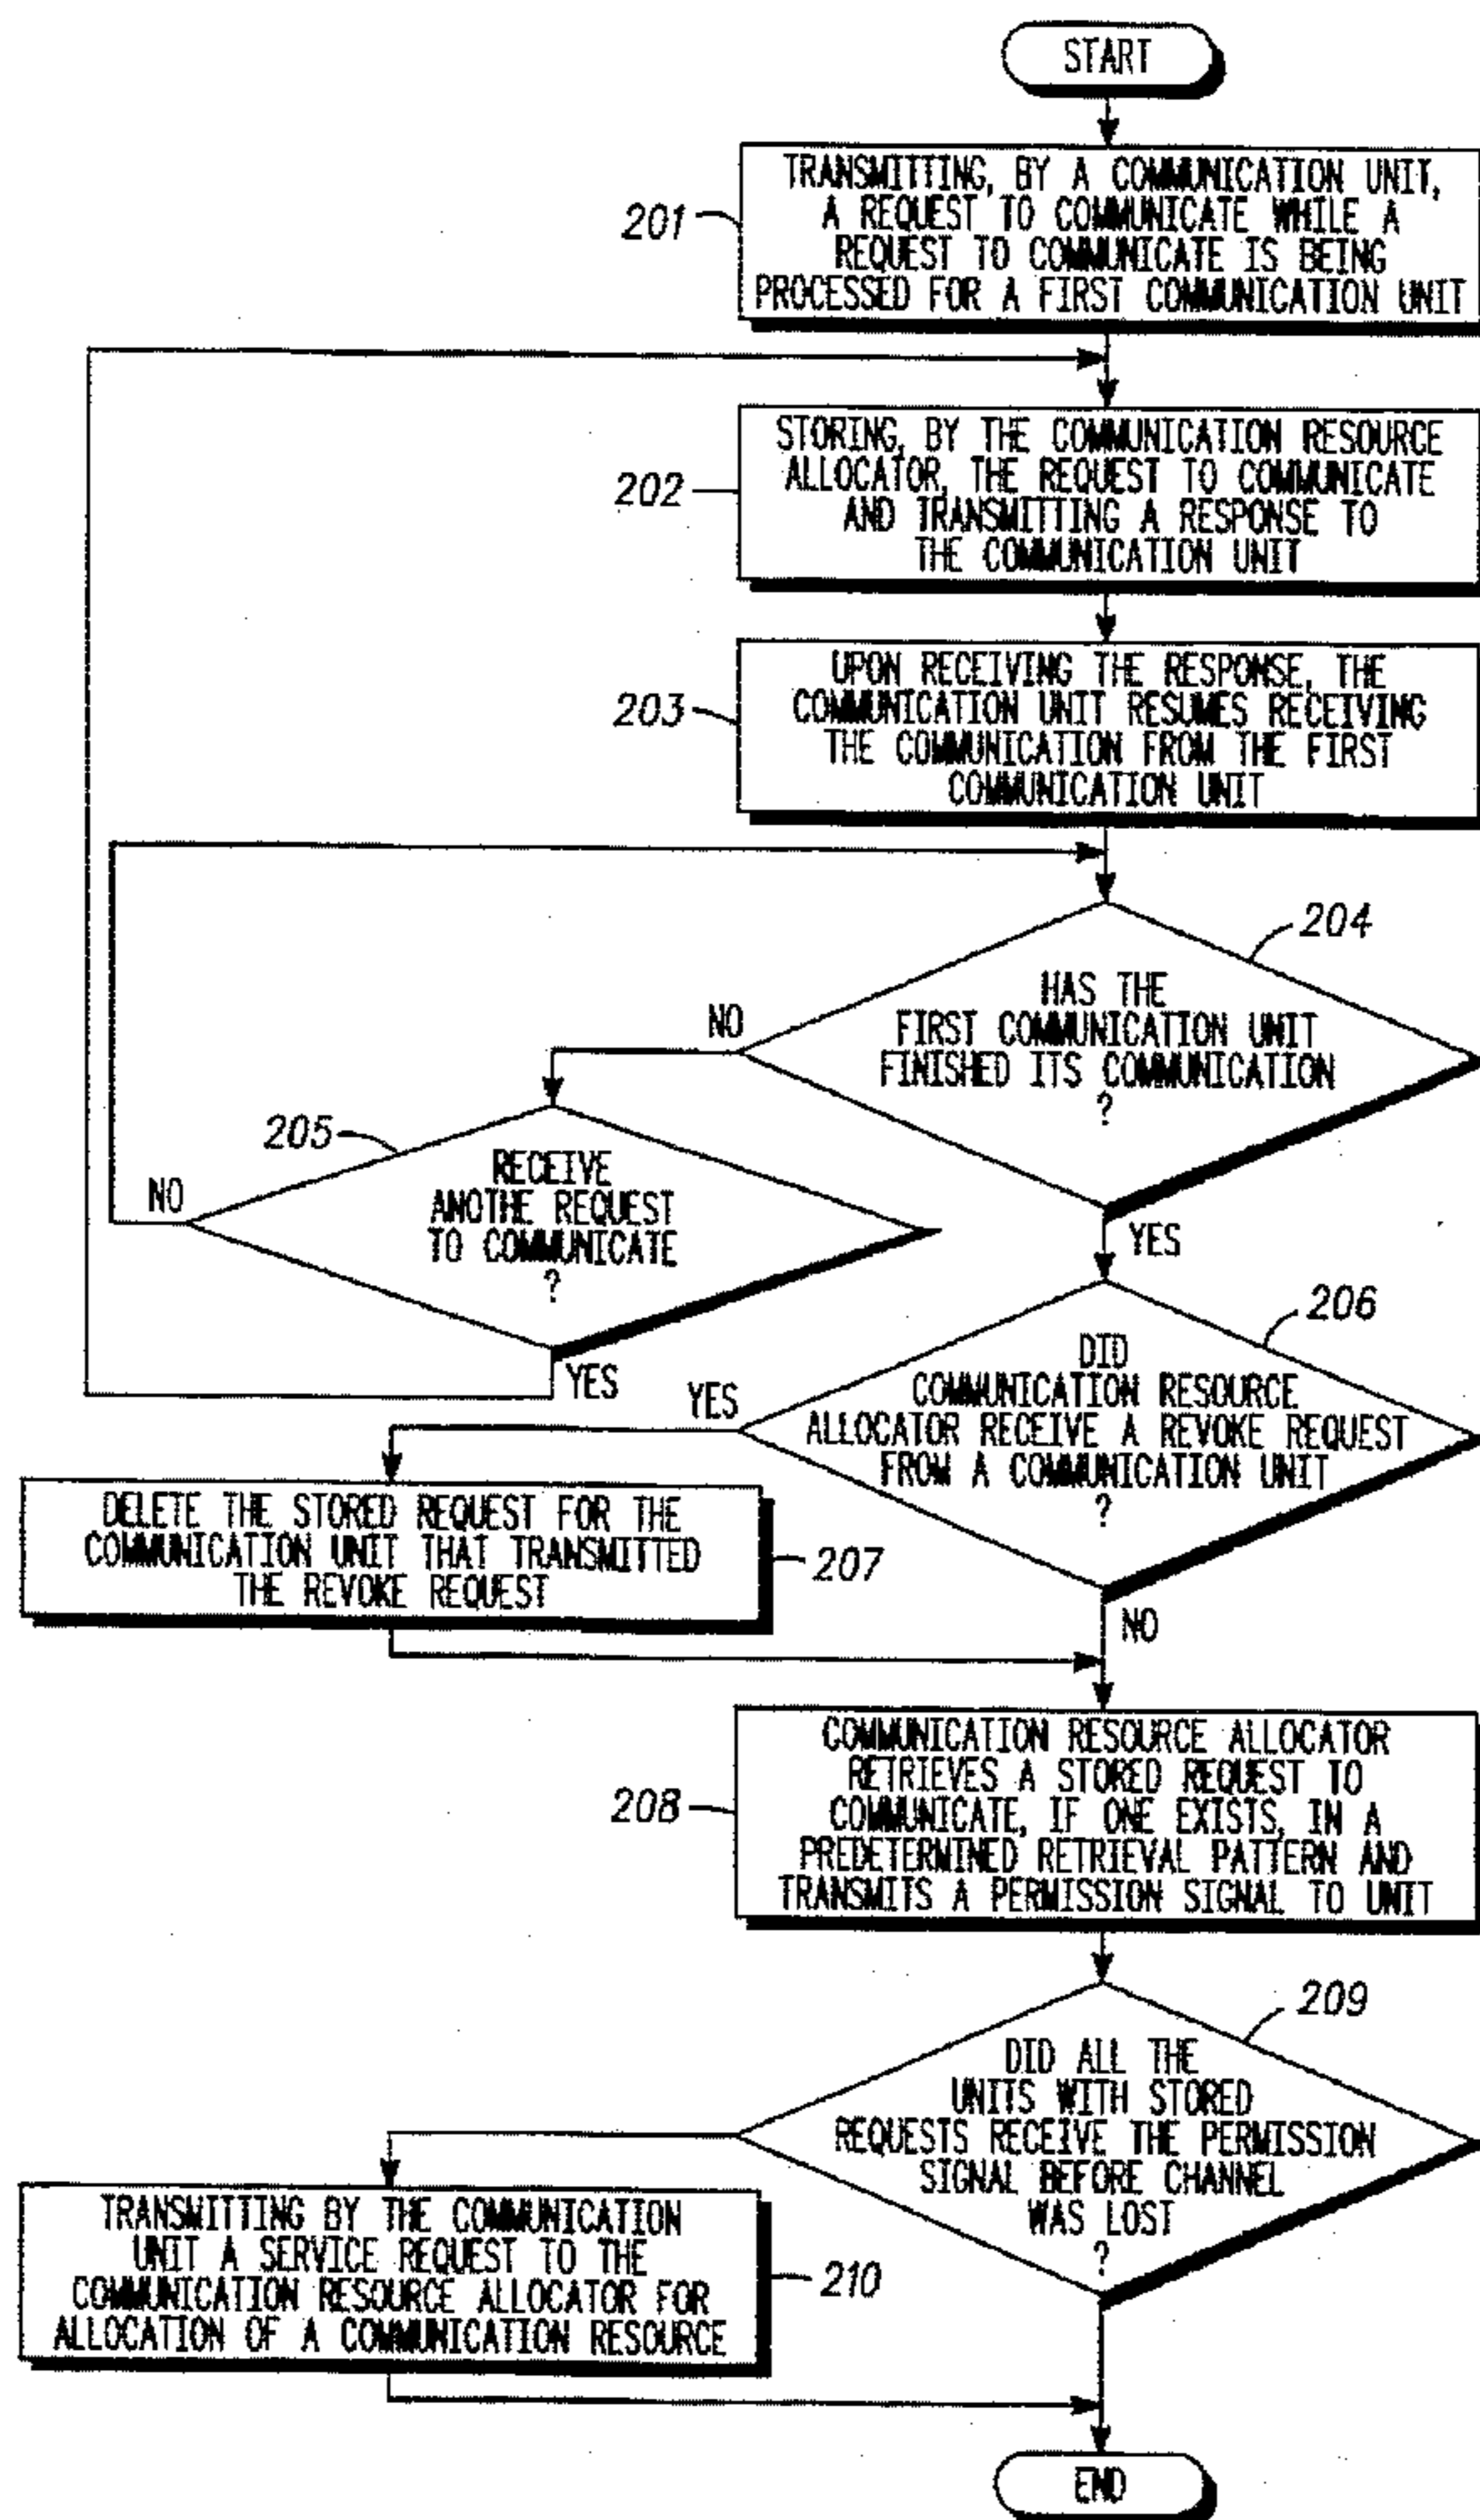 START
TRANSMITTING, BY A COMMUNICATION UNIT,
A REQUEST TO COMMUNICATE WHILE A
REQUEST TO COMMUNICATE IS BEING
PROCESSED FOR A FIRST COMMUNICATION UNIT
201
STORING, BY THE COMMUNICATION RESOURCE
ALLOCATOR, THE REQUEST TO COMMUNICATE
AND TRANSMITTING A RESPONSE TO
THE COMMUNICATION UNIT
202
UPON RECEIVING THE RESPONSE, THE
COMMUNICATION UNIT RESUMES RECEIVING
THE COMMUNICATION FROM THE FIRST
COMMUNICATION UNIT
203
204
HAS THE
FIRST COMMUNICATION UNIT
FINISHED ITS COMMUNICATION
?
NO
YES
205
RECEIVE
ANOTHE REQUEST
TO COMMUNICATE
?
NO
YES
206
DID
COMMUNICATION RESOURCE
ALLOCATOR RECEIVE A REVOKE REQUEST
FROM A COMMUNICATION UNIT
?
YES
NO
DELETE THE STORED REQUEST FOR THE
COMMUNICATION UNIT THAT TRANSMITTED
THE REVOKE REQUEST
207
COMMUNICATION RESOURCE ALLOCATOR
RETRIEVES A STORED REQUEST TO
COMMUNICATE, IF ONE EXISTS, IN A
PREDETERMINED RETRIEVAL PATTERN AND
TRANSMITS A PERMISSION SIGNAL TO UNIT
208
209
DID ALL THE
UNITS WITH STORED
REQUESTS RECEIVE THE PERMISSION
SIGNAL BEFORE CHANNEL
WAS LOST
?
TRANSMITTING BY THE COMMUNICATION
UNIT A SERVICE REQUEST TO THE
COMMUNICATION RESOURCE ALLOCATOR FOR
ALLOCATION OF A COMMUNICATION RESOURCE
210
END